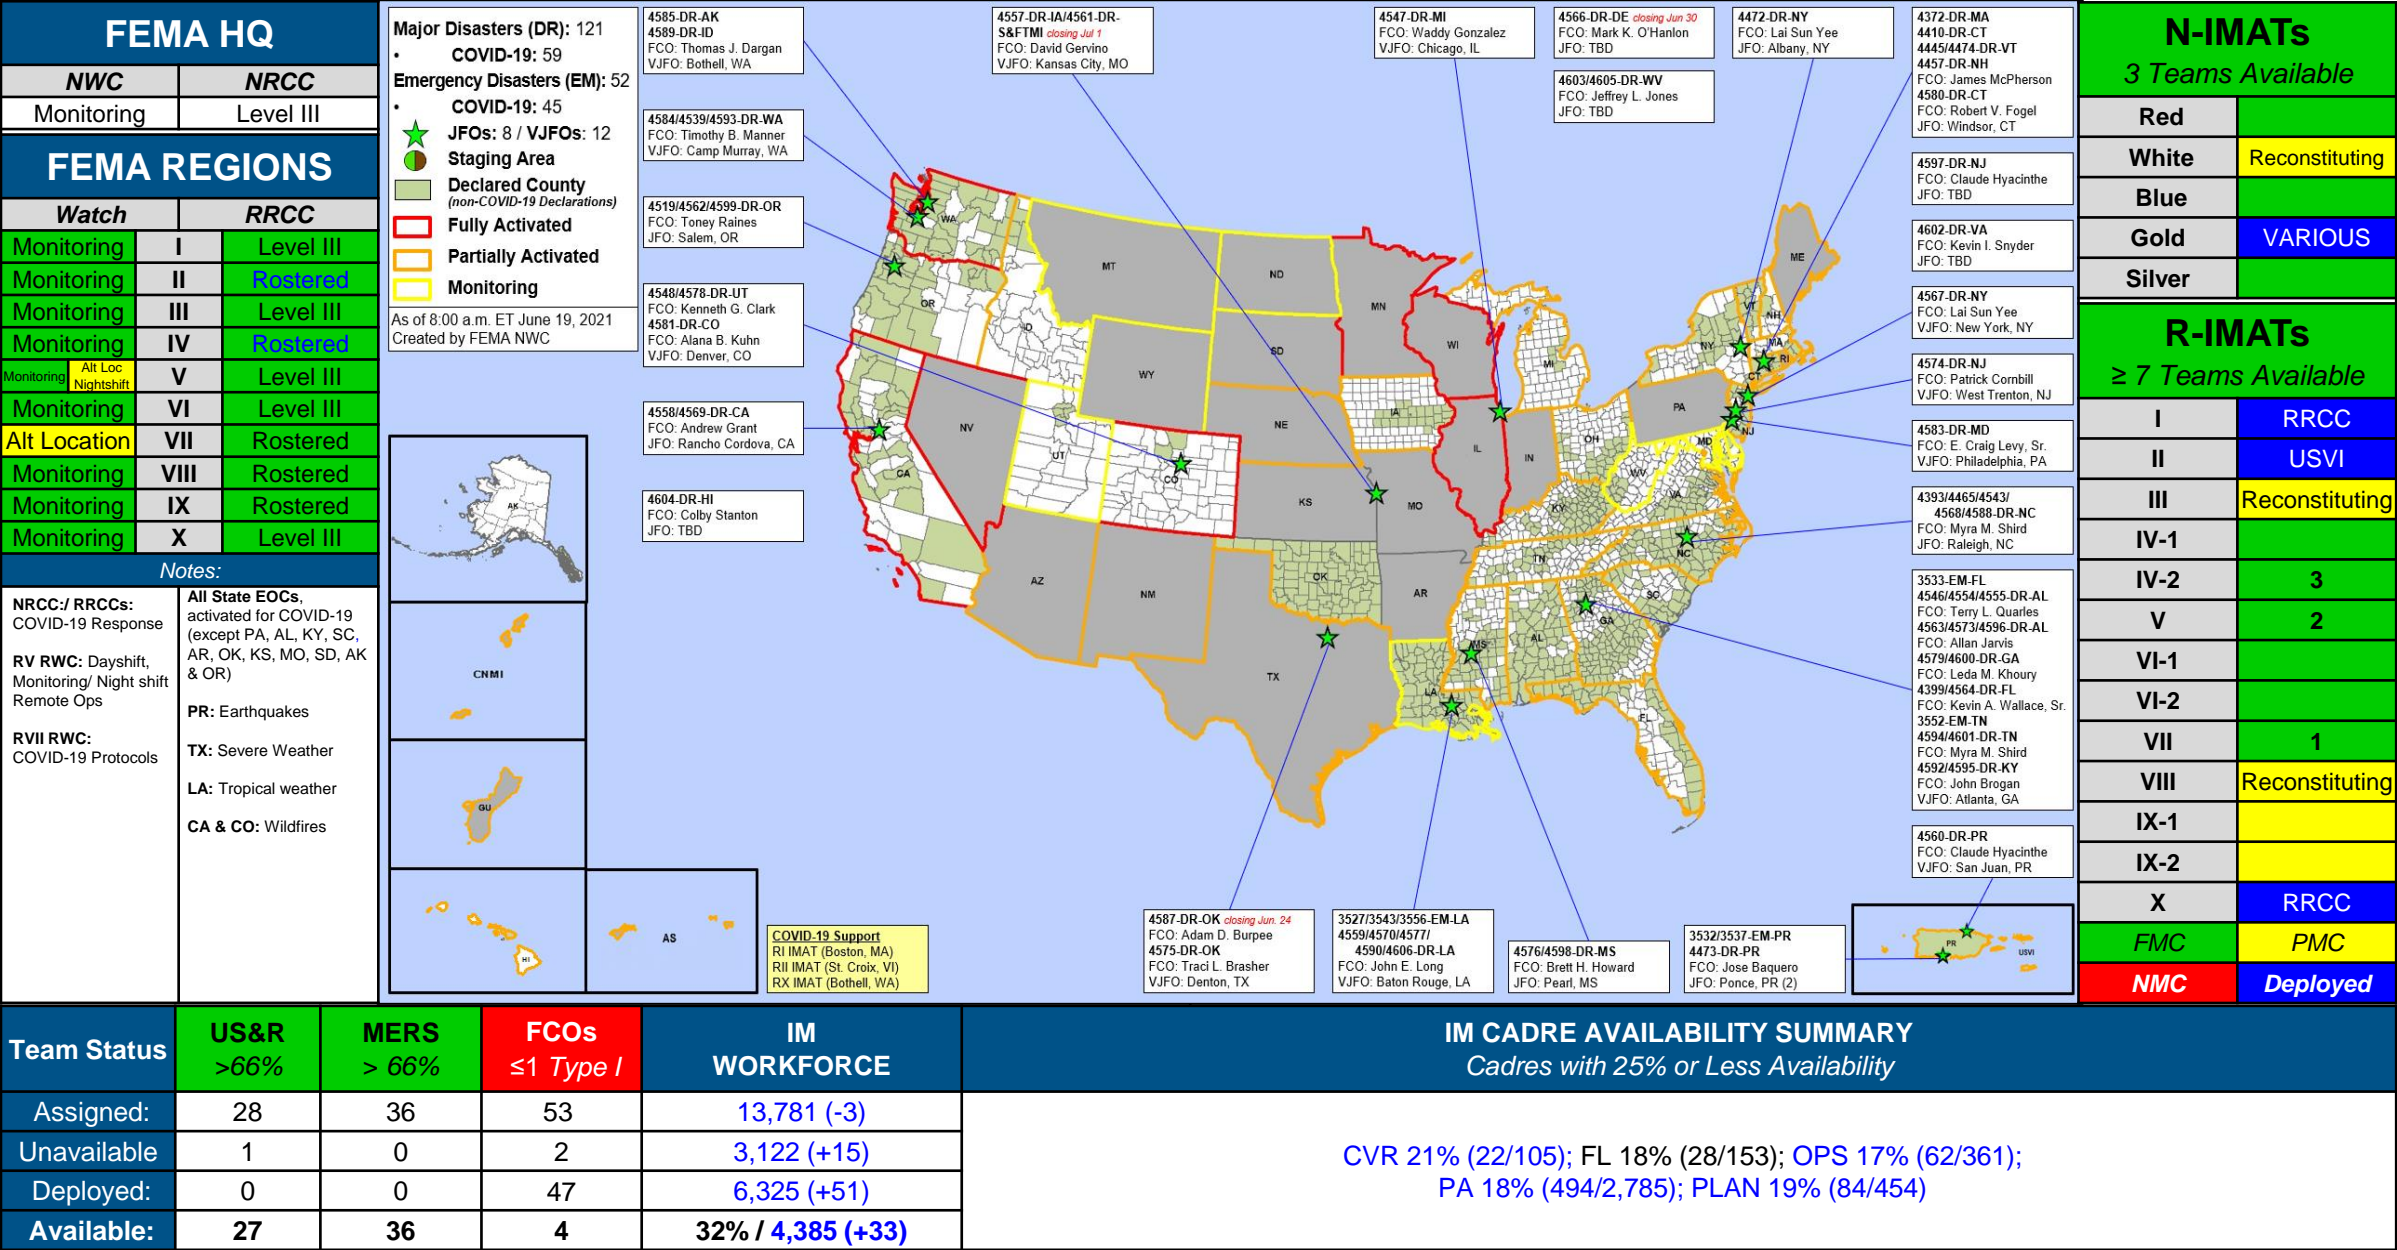 FEMA HQ
NWC NRCC
Monitoring Level III
FEMA REGIONS
Watch RRCC
Monitoring I Level III
Monitoring II Rostered
Monitoring III Level III
Monitoring IV Rostered
Monitoring Alt Loc Nightshift V Level III
Monitoring VI Level III
Alt Location VII Rostered
Monitoring VIII Rostered
Monitoring IX Rostered
Monitoring X Level III
Notes:
NRCC:/ RRCCs:
COVID-19 Response
RV RWC: Dayshift,
Monitoring/ Night shift
Remote Ops
RVII RWC:
COVID-19 Protocols
All State EOCs,
activated for COVID-19
(except PA, AL, KY, SC,
AR, OK, KS, MO, SD, AK
& OR)
PR: Earthquakes
TX: Severe Weather
LA: Tropical weather
CA & CO: Wildfires
Major Disasters (DR): 121
• COVID-19: 59
Emergency Disasters (EM): 52
• COVID-19: 45
JFOs: 8 / VJFOs: 12
Staging Area
Declared County
(non-COVID-19 Declarations)
Fully Activated
Partially Activated
Monitoring
As of 8:00 a.m. ET June 19, 2021
Created by FEMA NWC
4585-DR-AK
4589-DR-ID
FCO: Thomas J. Dargan
VJFO: Bothell, WA
4584/4539/4593-DR-WA
FCO: Timothy B. Manner
VJFO: Camp Murray, WA
4519/4562/4599-DR-OR
FCO: Toney Raines
JFO: Salem, OR
4548/4578-DR-UT
FCO: Kenneth G. Clark
4581-DR-CO
FCO: Alana B. Kuhn
VJFO: Denver, CO
4558/4569-DR-CA
FCO: Andrew Grant
JFO: Rancho Cordova, CA
4604-DR-HI
FCO: Colby Stanton
JFO: TBD
4557-DR-IA/4561-DR-
S&FTMI closing Jul 1
FCO: David Gervino
VJFO: Kansas City, MO
4547-DR-MI
FCO: Waddy Gonzalez
VJFO: Chicago, IL
4566-DR-DE closing Jun 30
FCO: Mark K. O'Hanlon
JFO: TBD
4603/4605-DR-WV
FCO: Jeffrey L. Jones
JFO: TBD
4472-DR-NY
FCO: Lai Sun Yee
JFO: Albany, NY
4372-DR-MA
4410-DR-CT
4445/4474-DR-VT
4457-DR-NH
FCO: James McPherson
4580-DR-CT
FCO: Robert V. Fogel
JFO: Windsor, CT
4597-DR-NJ
FCO: Claude Hyacinthe
JFO: TBD
4602-DR-VA
FCO: Kevin I. Snyder
JFO: TBD
4567-DR-NY
FCO: Lai Sun Yee
VJFO: New York, NY
4574-DR-NJ
FCO: Patrick Cornbill
VJFO: West Trenton, NJ
4583-DR-MD
FCO: E. Craig Levy, Sr.
VJFO: Philadelphia, PA
4393/4465/4543/
4568/4588-DR-NC
FCO: Myra M. Shird
JFO: Raleigh, NC
3533-EM-FL
4546/4554/4555-DR-AL
FCO: Terry L. Quarles
4563/4573/4596-DR-AL
FCO: Allan Jarvis
4579/4600-DR-GA
FCO: Leda M. Khoury
4399/4564-DR-FL
FCO: Kevin A. Wallace, Sr.
3552-EM-TN
4594/4601-DR-TN
FCO: Myra M. Shird
4592/4595-DR-KY
FCO: John Brogan
VJFO: Atlanta, GA
4560-DR-PR
FCO: Claude Hyacinthe
VJFO: San Juan, PR
WA
OR
ID
MT
ND
MN
WI
MI
SD
WY
NE
IA
IL
IN
OH
PA
NY
VT
NH
ME
MA
RI
CT
NJ
MD
WV
VA
NV
UT
CO
CA
KS
MO
KY
NC
TN
SC
AZ
NM
OK
AR
GA
AL
MS
TX
LA
FL
AK
CNMI
GU
HI
AS
PR
USVI
COVID-19 Support
RI IMAT (Boston, MA)
RII IMAT (St. Croix, VI)
RX IMAT (Bothell, WA)
4587-DR-OK closing Jun. 24
FCO: Adam D. Burpee
4575-DR-OK
FCO: Traci L. Brasher
VJFO: Denton, TX
3527/3543/3556-EM-LA
4559/4570/4577/
4590/4606-DR-LA
FCO: John E. Long
VJFO: Baton Rouge, LA
4576/4598-DR-MS
FCO: Brett H. Howard
JFO: Pearl, MS
3532/3537-EM-PR
4473-DR-PR
FCO: Jose Baquero
JFO: Ponce, PR (2)
N-IMATs
3 Teams Available
Red
White Reconstituting
Blue
Gold VARIOUS
Silver
R-IMATs
≥ 7 Teams Available
I RRCC
II USVI
III Reconstituting
IV-1
IV-2 3
V 2
VI-1
VI-2
VII 1
VIII Reconstituting
IX-1
IX-2
X RRCC
FMC PMC
NMC Deployed
Team Status US&R >66% MERS > 66% FCOs ≤1 Type I IM WORKFORCE
Assigned: 28 36 53 13,781 (-3)
Unavailable 1 0 2 3,122 (+15)
Deployed: 0 0 47 6,325 (+51)
Available: 27 36 4 32% / 4,385 (+33)
IM CADRE AVAILABILITY SUMMARY
Cadres with 25% or Less Availability
CVR 21% (22/105); FL 18% (28/153); OPS 17% (62/361);
PA 18% (494/2,785); PLAN 19% (84/454)